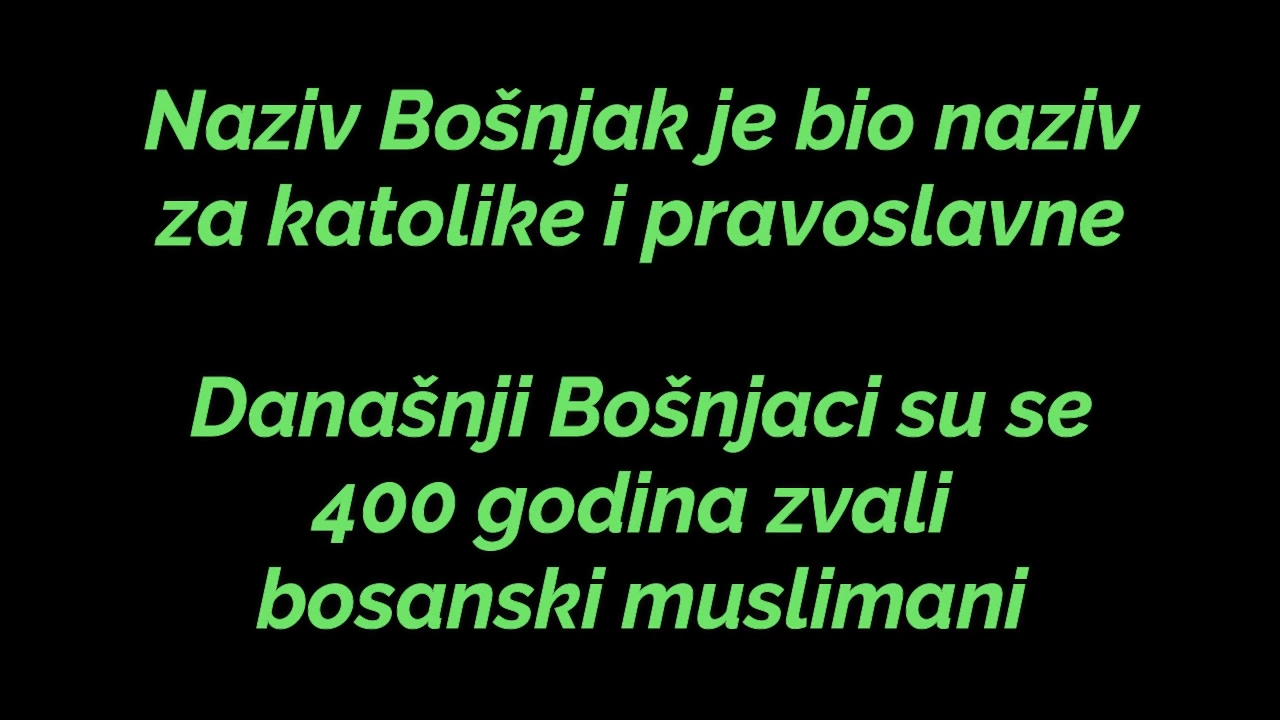 Naziv Bošnjak je bio naziv
za katolike i pravoslavne
Današnji Bošnjaci su se
400 godina zvali
bosanski muslimani